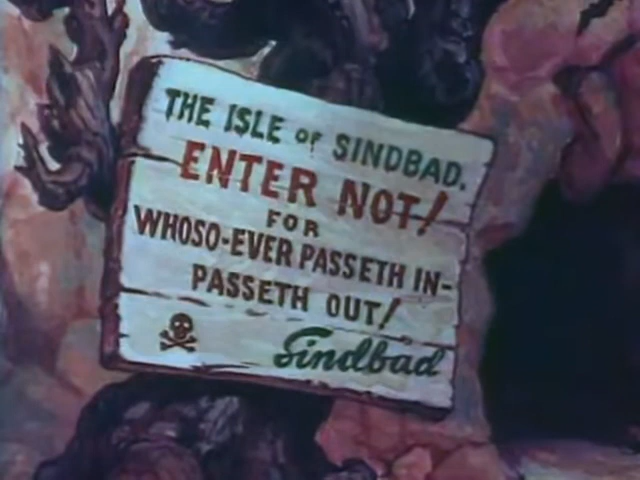 THE ISLE OF SINDBAD.
ENTER NOT!
FOR
WHOSO-EVER PASSETH IN-
PASSETH OUT!
Sindbad